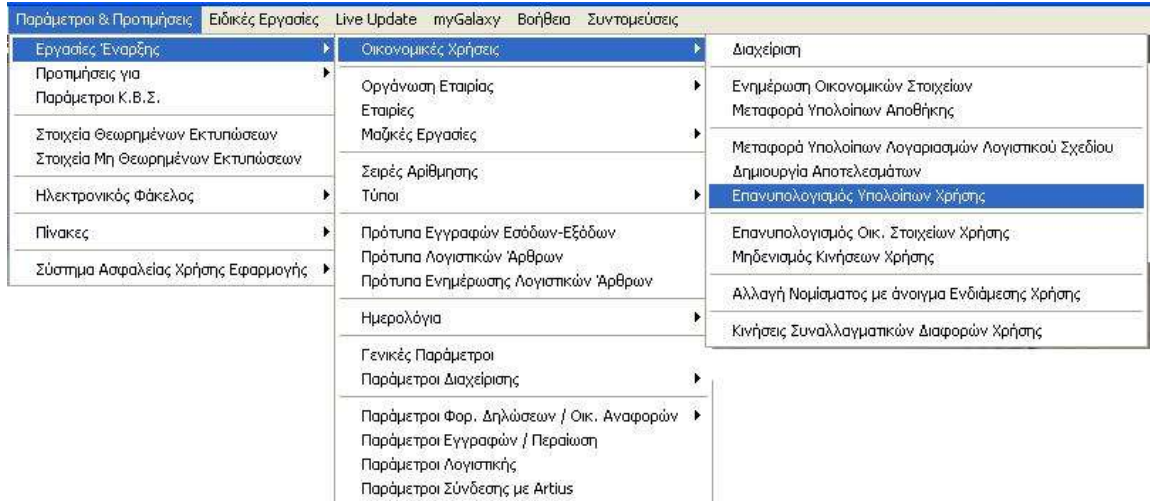 Παράμετροι & Προτιμήσεις Ειδικές Εργασίες Live Update myGalaxy Βοήθεια Συντομεύσεις
Εργασίες Έναρξης
Προτιμήσεις για
Παράμετροι Κ.Β.Σ.
Στοιχεία Θεωρημένων Εκτυπώσεων
Στοιχεία Μη Θεωρημένων Εκτυπώσεων
Ηλεκτρονικός Φάκελος
Πίνακες
Σύστημα Ασφαλείας Χρήσης Εφαρμογής
Οικονομικές Χρήσεις
Οργάνωση Εταιρίας
Εταιρίες
Μαζικές Εργασίες
Σειρές Αρίθμησης
Τύποι
Πρότυπα Εγγραφών Εσόδων-Εξόδων
Πρότυπα Λογιστικών Άρθρων
Πρότυπα Ενημέρωσης Λογιστικών Άρθρων
Ημερολόγια
Γενικές Παράμετροι
Παράμετροι Διαχείρισης
Παράμετροι Φορ. Δηλώσεων / Οικ. Αναφορών
Παράμετροι Εγγραφών / Περαίωση
Παράμετροι Λογιστικής
Παράμετροι Σύνδεσης με Artius
Διαχείριση
Ενημέρωση Οικονομικών Στοιχείων
Μεταφορά Υπολοίπων Αποθήκης
Μεταφορά Υπολοίπων Λογαριασμών Λογιστικού Σχεδίου
Δημιουργία Αποτελεσμάτων
Επανυπολογισμός Υπολοίπων Χρήσης
Επανυπολογισμός Οικ. Στοιχείων Χρήσης
Μηδενισμός Κινήσεων Χρήσης
Αλλαγή Νομίσματος με άνοιγμα Ενδιάμεσης Χρήσης
Κινήσεις Συναλλαγματικών Διαφορών Χρήσης